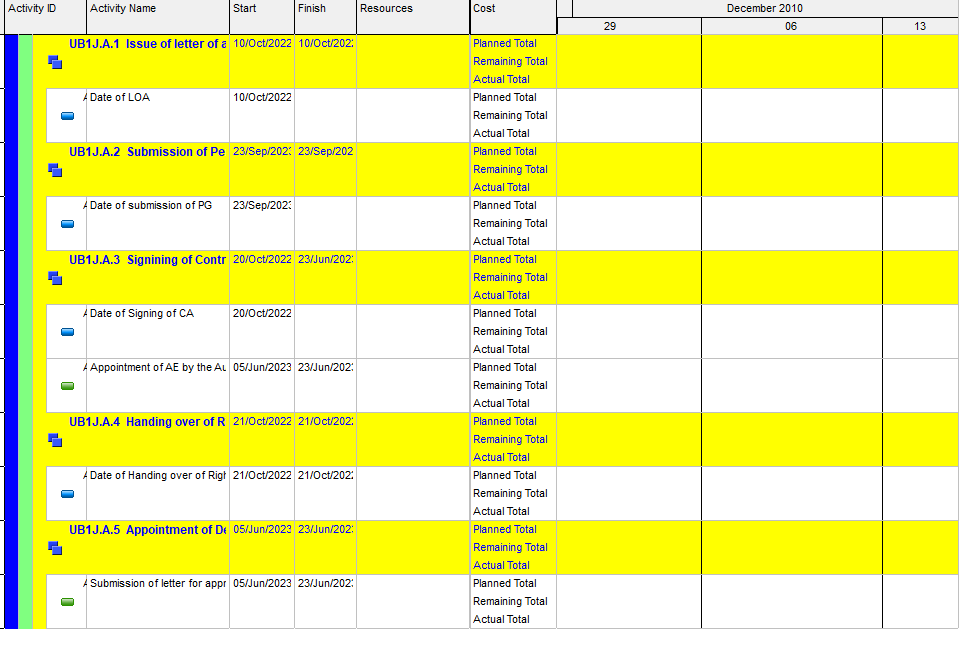 Activity ID Activity Name Start Finish Resources Cost December 2010
29 06 13
UB1J.A.1 Issue of letter of a 10/Oct/2022 10/Oct/202 Planned Total
Remaining Total
Actual Total
A Date of LOA 10/Oct/2022 Planned Total
Remaining Total
Actual Total
UB1J.A.2 Submission of Pe 23/Sep/202 23/Sep/202 Planned Total
Remaining Total
Actual Total
A Date of submission of PG 23/Sep/202 Planned Total
Remaining Total
Actual Total
UB1J.A.3 Signining of Contr 20/Oct/2022 23/Jun/202 Planned Total
Remaining Total
Actual Total
A Date of Signing of CA 20/Oct/2022 Planned Total
Remaining Total
Actual Total
A Appointment of AE by the Au 05/Jun/2023 23/Jun/202 Planned Total
Remaining Total
Actual Total
UB1J.A.4 Handing over of R 21/Oct/2022 21/Oct/202 Planned Total
Remaining Total
Actual Total
A Date of Handing over of Righ 21/Oct/2022 21/Oct/202 Planned Total
Remaining Total
Actual Total
UB1J.A.5 Appointment of De 05/Jun/2023 23/Jun/202 Planned Total
Remaining Total
Actual Total
A Submission of letter for appr 05/Jun/2023 23/Jun/202 Planned Total
Remaining Total
Actual Total